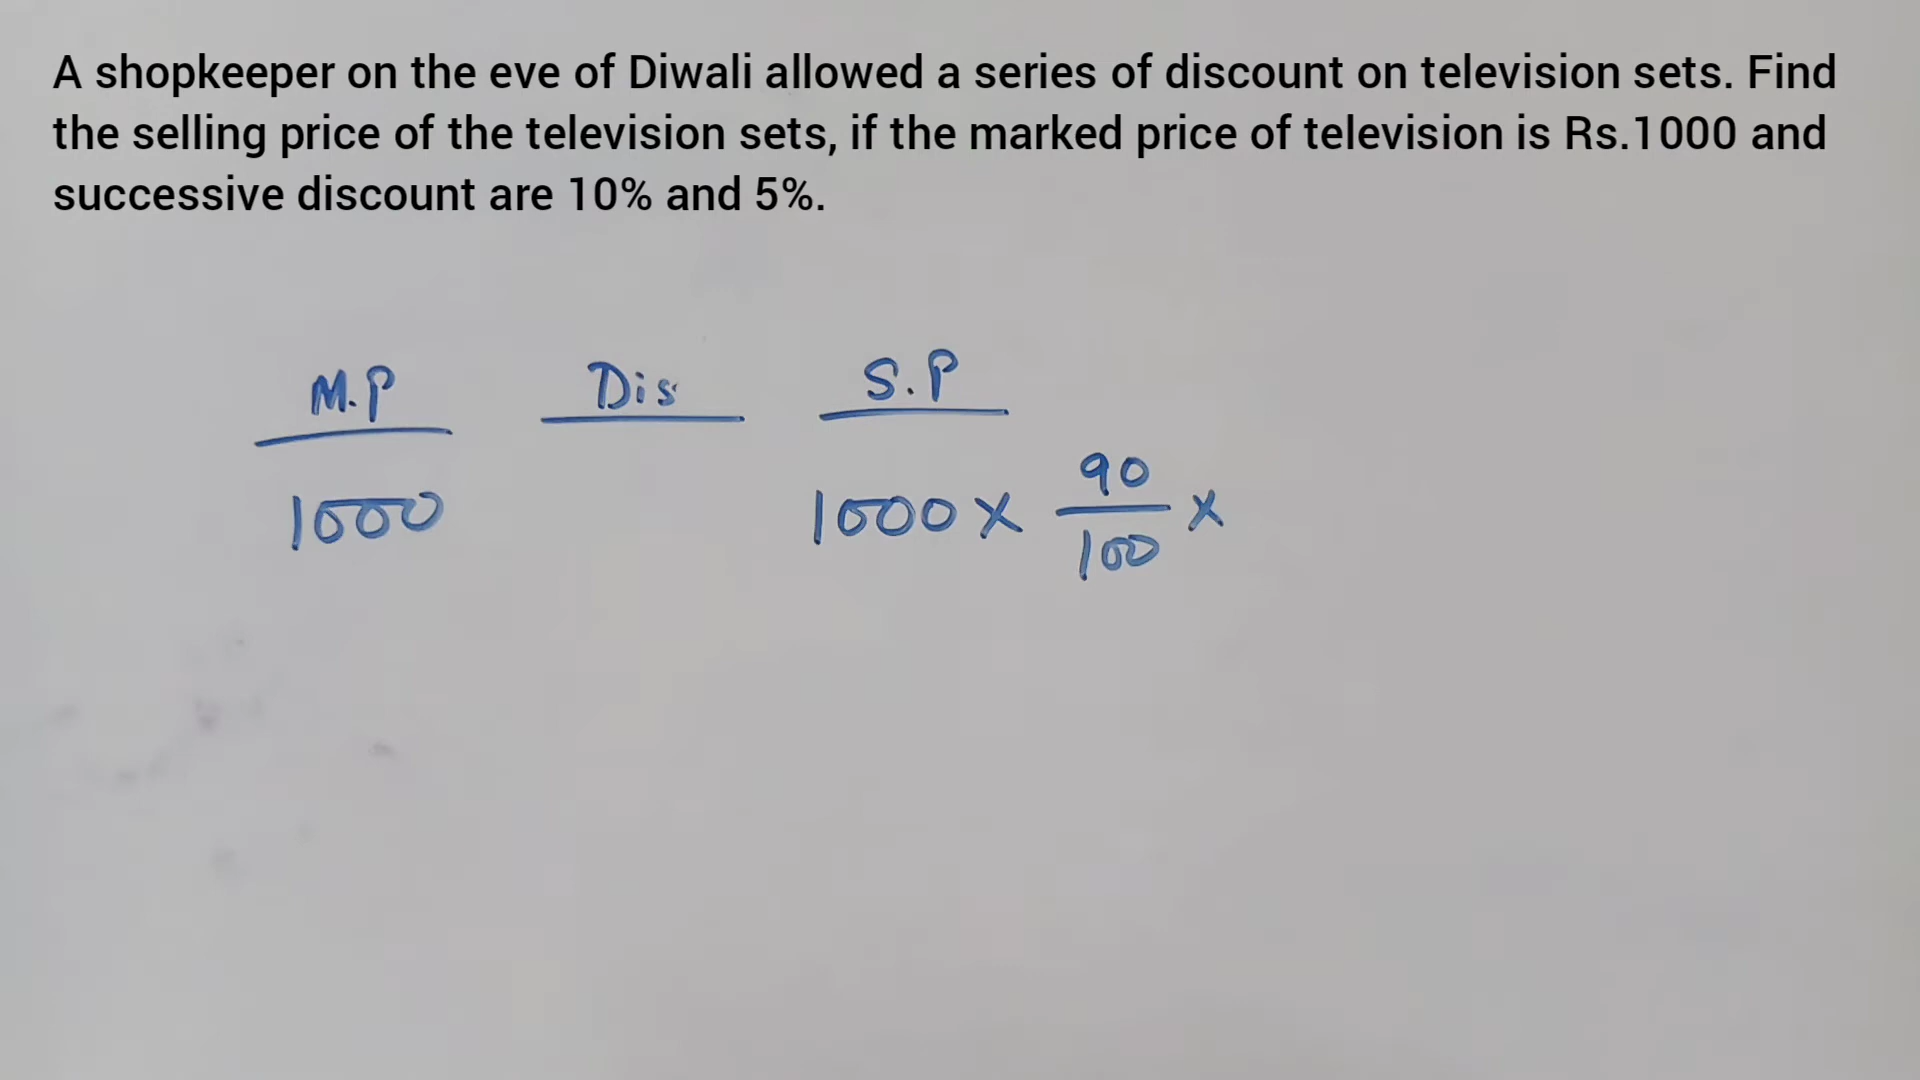 A shopkeeper on the eve of Diwali allowed a series of discount on television sets. Find
the selling price of the television sets, if the marked price of television is Rs.1000 and
successive discount are 10% and 5%.
M.P Dis S.P
1000 1000 × 90/100 ×